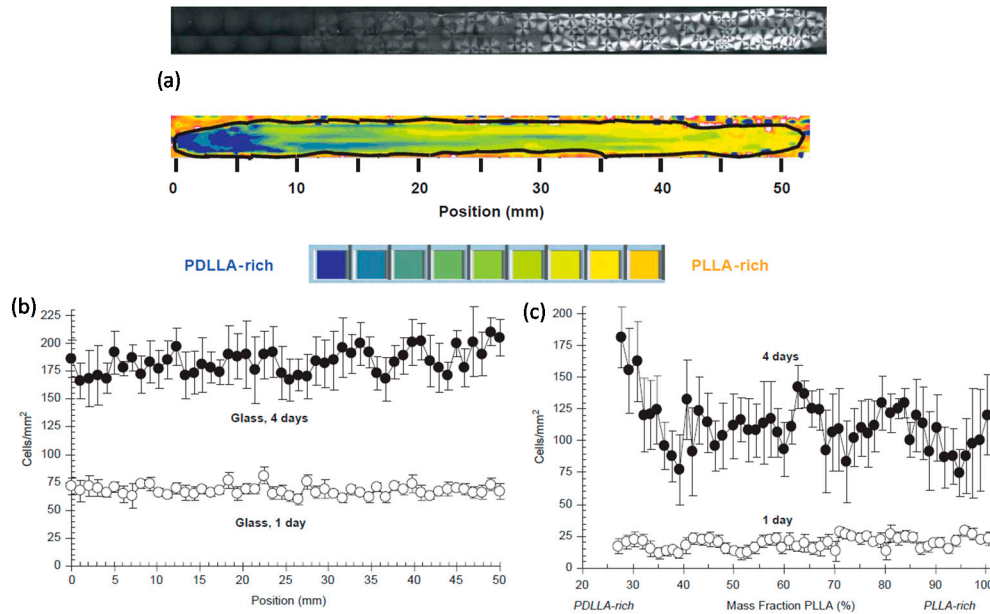 (a)
0 10 20 30 40 50
Position (mm)
PDLLA-rich PLLA-rich
(b)
225
200
175
150
125
100
75
50
25
0
Cells/mm²
Glass, 4 days
Glass, 1 day
0 5 10 15 20 25 30 35 40 45 50
Position (mm)
(c)
200
175
150
125
100
75
50
25
0
Cells/mm²
4 days
1 day
20 30 40 50 60 70 80 90 100
PDLLA-rich Mass Fraction PLLA (%) PLLA-rich